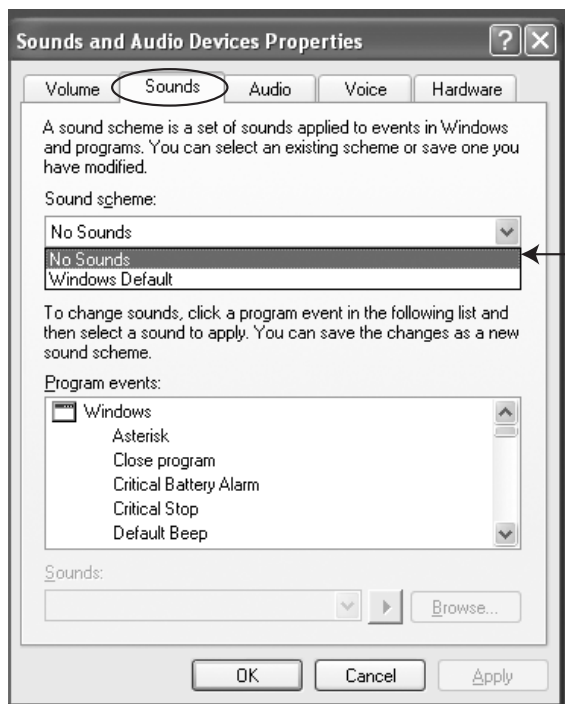 Sounds and Audio Devices Properties
Volume Sounds Audio Voice Hardware
A sound scheme is a set of sounds applied to events in Windows
and programs. You can select an existing scheme or save one you
have modified.
Sound scheme:
No Sounds
No Sounds
Windows Default
To change sounds, click a program event in the following list and
then select a sound to apply. You can save the changes as a new
sound scheme.
Program events:
Windows
Asterisk
Close program
Critical Battery Alarm
Critical Stop
Default Beep
Sounds:
Browse...
OK Cancel Apply